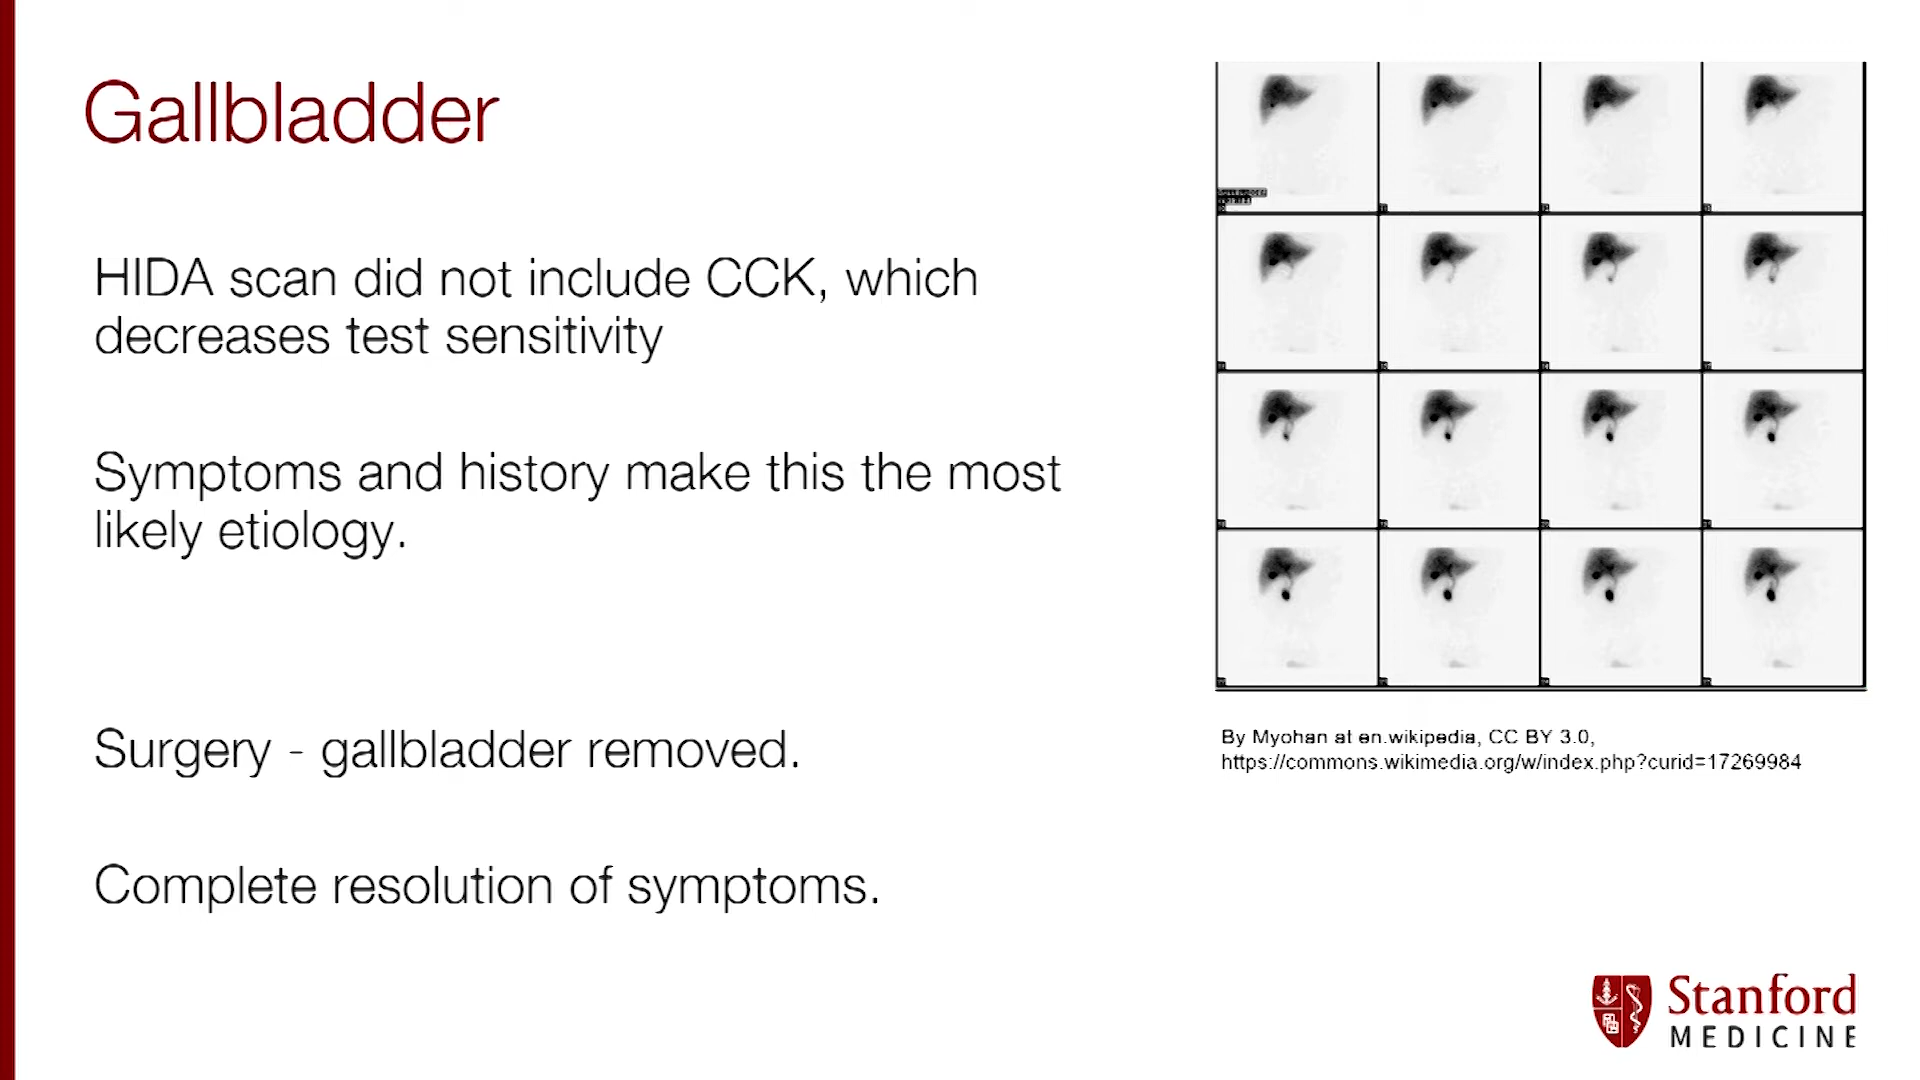 Gallbladder
HIDA scan did not include CCK, which
decreases test sensitivity
Symptoms and history make this the most
likely etiology.
Surgery - gallbladder removed.
Complete resolution of symptoms.
By Myohan at en.wikipedia, CC BY 3.0,
https://commons.wikimedia.org/w/index.php?curid=17269984
Stanford
MEDICINE